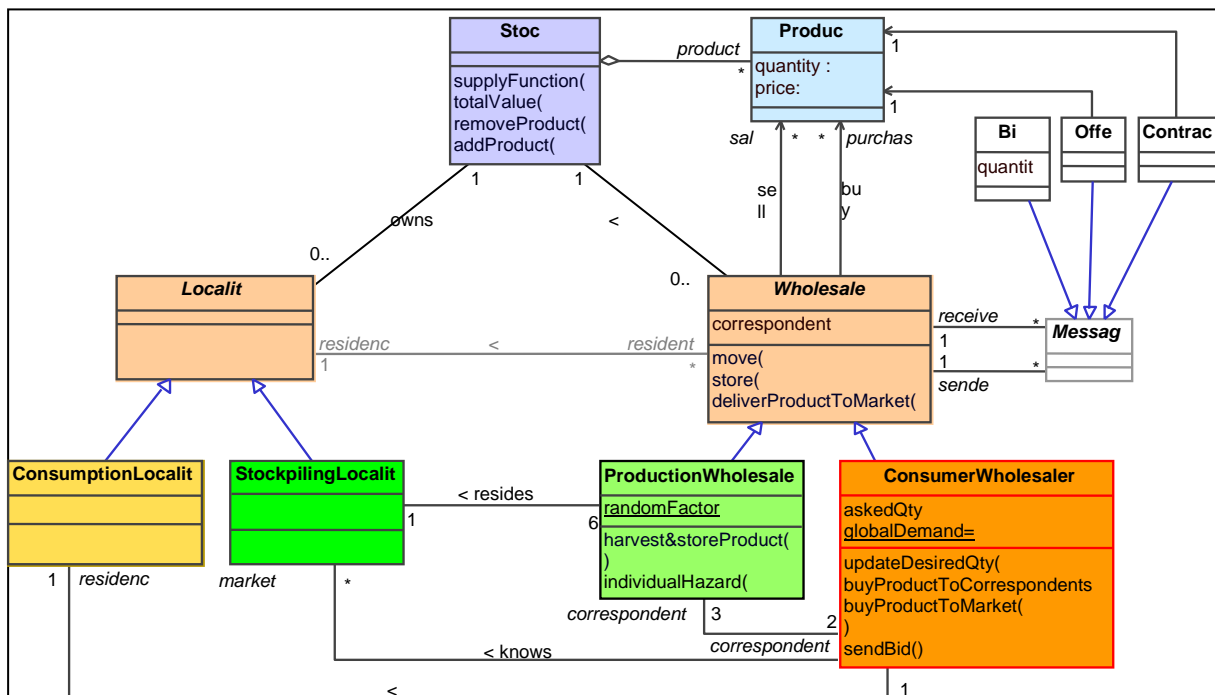 Stoc
supplyFunction(
totalValue(
removeProduct(
addProduct(
product
*
Produc
quantity :
price:
1
1
Bi
quantit
Offe
Contrac
sal
*
*
purchas
se
ll
bu
y
1
1
owns
<
0..
0..
Localit
residenc
1
<
resident
*
Wholesale
correspondent
move(
store(
deliverProductToMarket(
receive
*
1
1
*
sende
Messag
ConsumptionLocalit
StockpilingLocalit
< resides
1
6
ProductionWholesale
randomFactor
harvest&storeProduct(
)
individualHazard(
ConsumerWholesaler
askedQty
globalDemand=
updateDesiredQty(
buyProductToCorrespondents
buyProductToMarket(
)
sendBid()
1
residenc
market
*
correspondent
3
2
correspondent
< knows
<
1